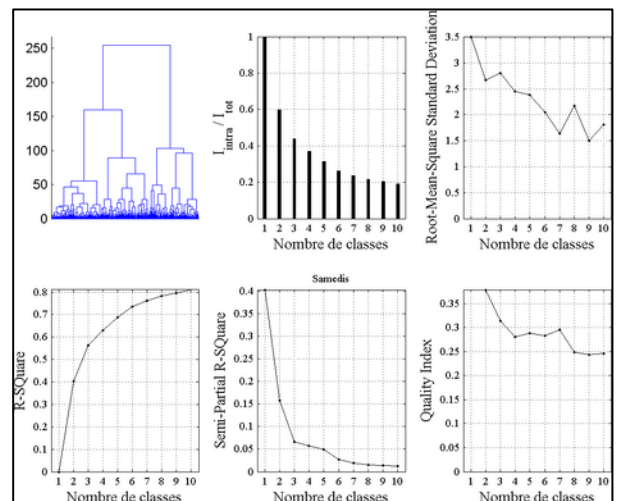 250
200
150
100
50
0
1
0.8
0.6
0.4
0.2
0
I intra / I tot
1 2 3 4 5 6 7 8 9 10
Nombre de classes
3.5
3
2.5
2
1.5
1
0.5
0
Root-Mean-Square Standard Deviation
1 2 3 4 5 6 7 8 9 10
Nombre de classes
0.8
0.7
0.6
0.5
0.4
0.3
0.2
0.1
0
R-SQuare
1 2 3 4 5 6 7 8 9 10
Nombre de classes
Samedis
0.4
0.35
0.3
0.25
0.2
0.15
0.1
0.05
0
Semi-Partial R-SQuare
1 2 3 4 5 6 7 8 9 10
Nombre de classes
0.35
0.3
0.25
0.2
0.15
0.1
0.05
0
Quality Index
1 2 3 4 5 6 7 8 9 10
Nombre de classes